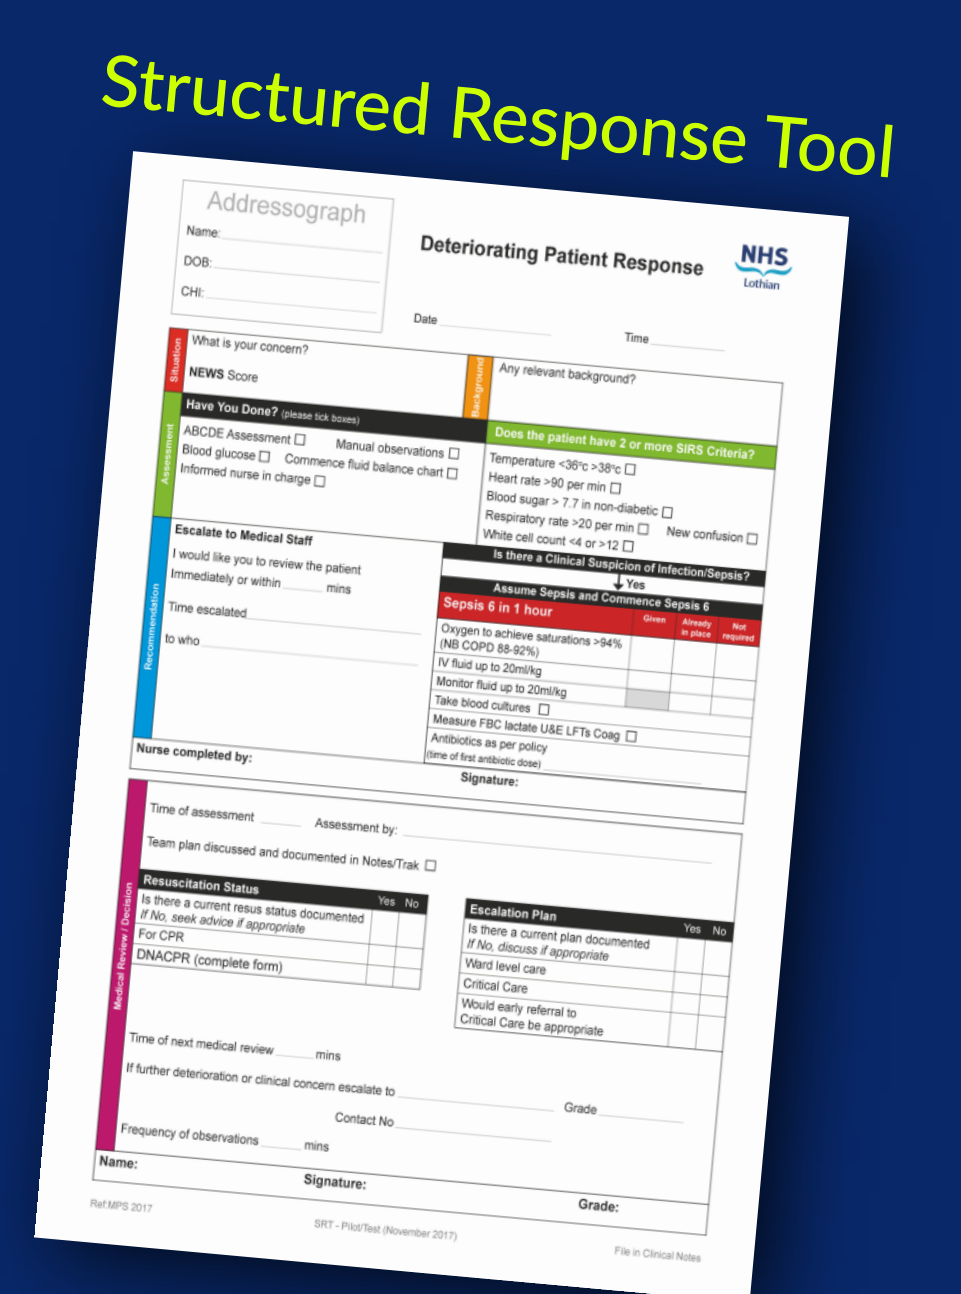 Structured Response Tool
Addressograph
Name:
DOB:
CHI:
Deteriorating Patient Response
NHS
Lothian
Date
Time
Situation
What is your concern?
NEWS Score
Background
Any relevant background?
Assessment
Have You Done? (please tick boxes)
ABCDE Assessment
Manual observations
Blood glucose
Commence fluid balance chart
Informed nurse in charge
Does the patient have 2 or more SIRS Criteria?
Temperature <36ºc >38ºc
Heart rate >90 per min
Blood sugar > 7.7 in non-diabetic
Respiratory rate >20 per min
New confusion
White cell count <4 or >12
Recommendation
Escalate to Medical Staff
I would like you to review the patient
Immediately or within mins
Time escalated
to who
Is there a Clinical Suspicion of Infection/Sepsis?
Yes
Assume Sepsis and Commence Sepsis 6
Sepsis 6 in 1 hour
Given
Already
in place
Not
required
Oxygen to achieve saturations >94%
(NB COPD 88-92%)
IV fluid up to 20ml/kg
Monitor fluid up to 20ml/kg
Take blood cultures
Measure FBC lactate U&E LFTs Coag
Antibiotics as per policy
(time of first antibiotic dose)
Nurse completed by:
Signature:
Medical Review / Decision
Time of assessment
Assessment by:
Team plan discussed and documented in Notes/Trak
Resuscitation Status
Yes No
Is there a current resus status documented
If No, seek advice if appropriate
For CPR
DNACPR (complete form)
Escalation Plan
Yes No
Is there a current plan documented
If No, discuss if appropriate
Ward level care
Critical Care
Would early referral to
Critical Care be appropriate
Time of next medical review mins
If further deterioration or clinical concern escalate to
Grade
Contact No
Frequency of observations mins
Name:
Signature:
Grade:
Ref:MPS 2017
SRT - Pilot/Test (November 2017)
File in Clinical Notes